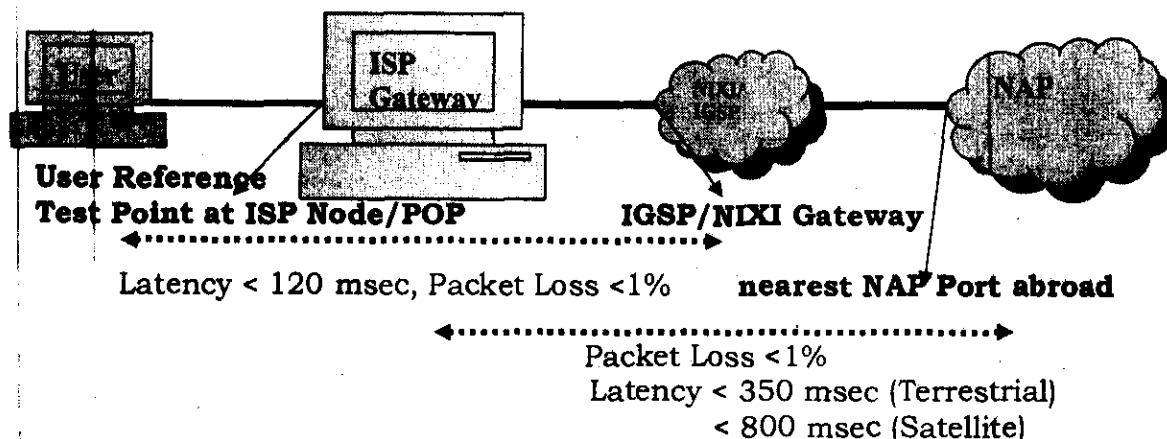 User
ISP
Gateway
NIXI/
IGSP
NAP
User Reference
Test Point at ISP Node/POP
IGSP/NIXI Gateway
Latency < 120 msec, Packet Loss <1%
nearest NAP Port abroad
Packet Loss <1%
Latency < 350 msec (Terrestrial)
< 800 msec (Satellite)